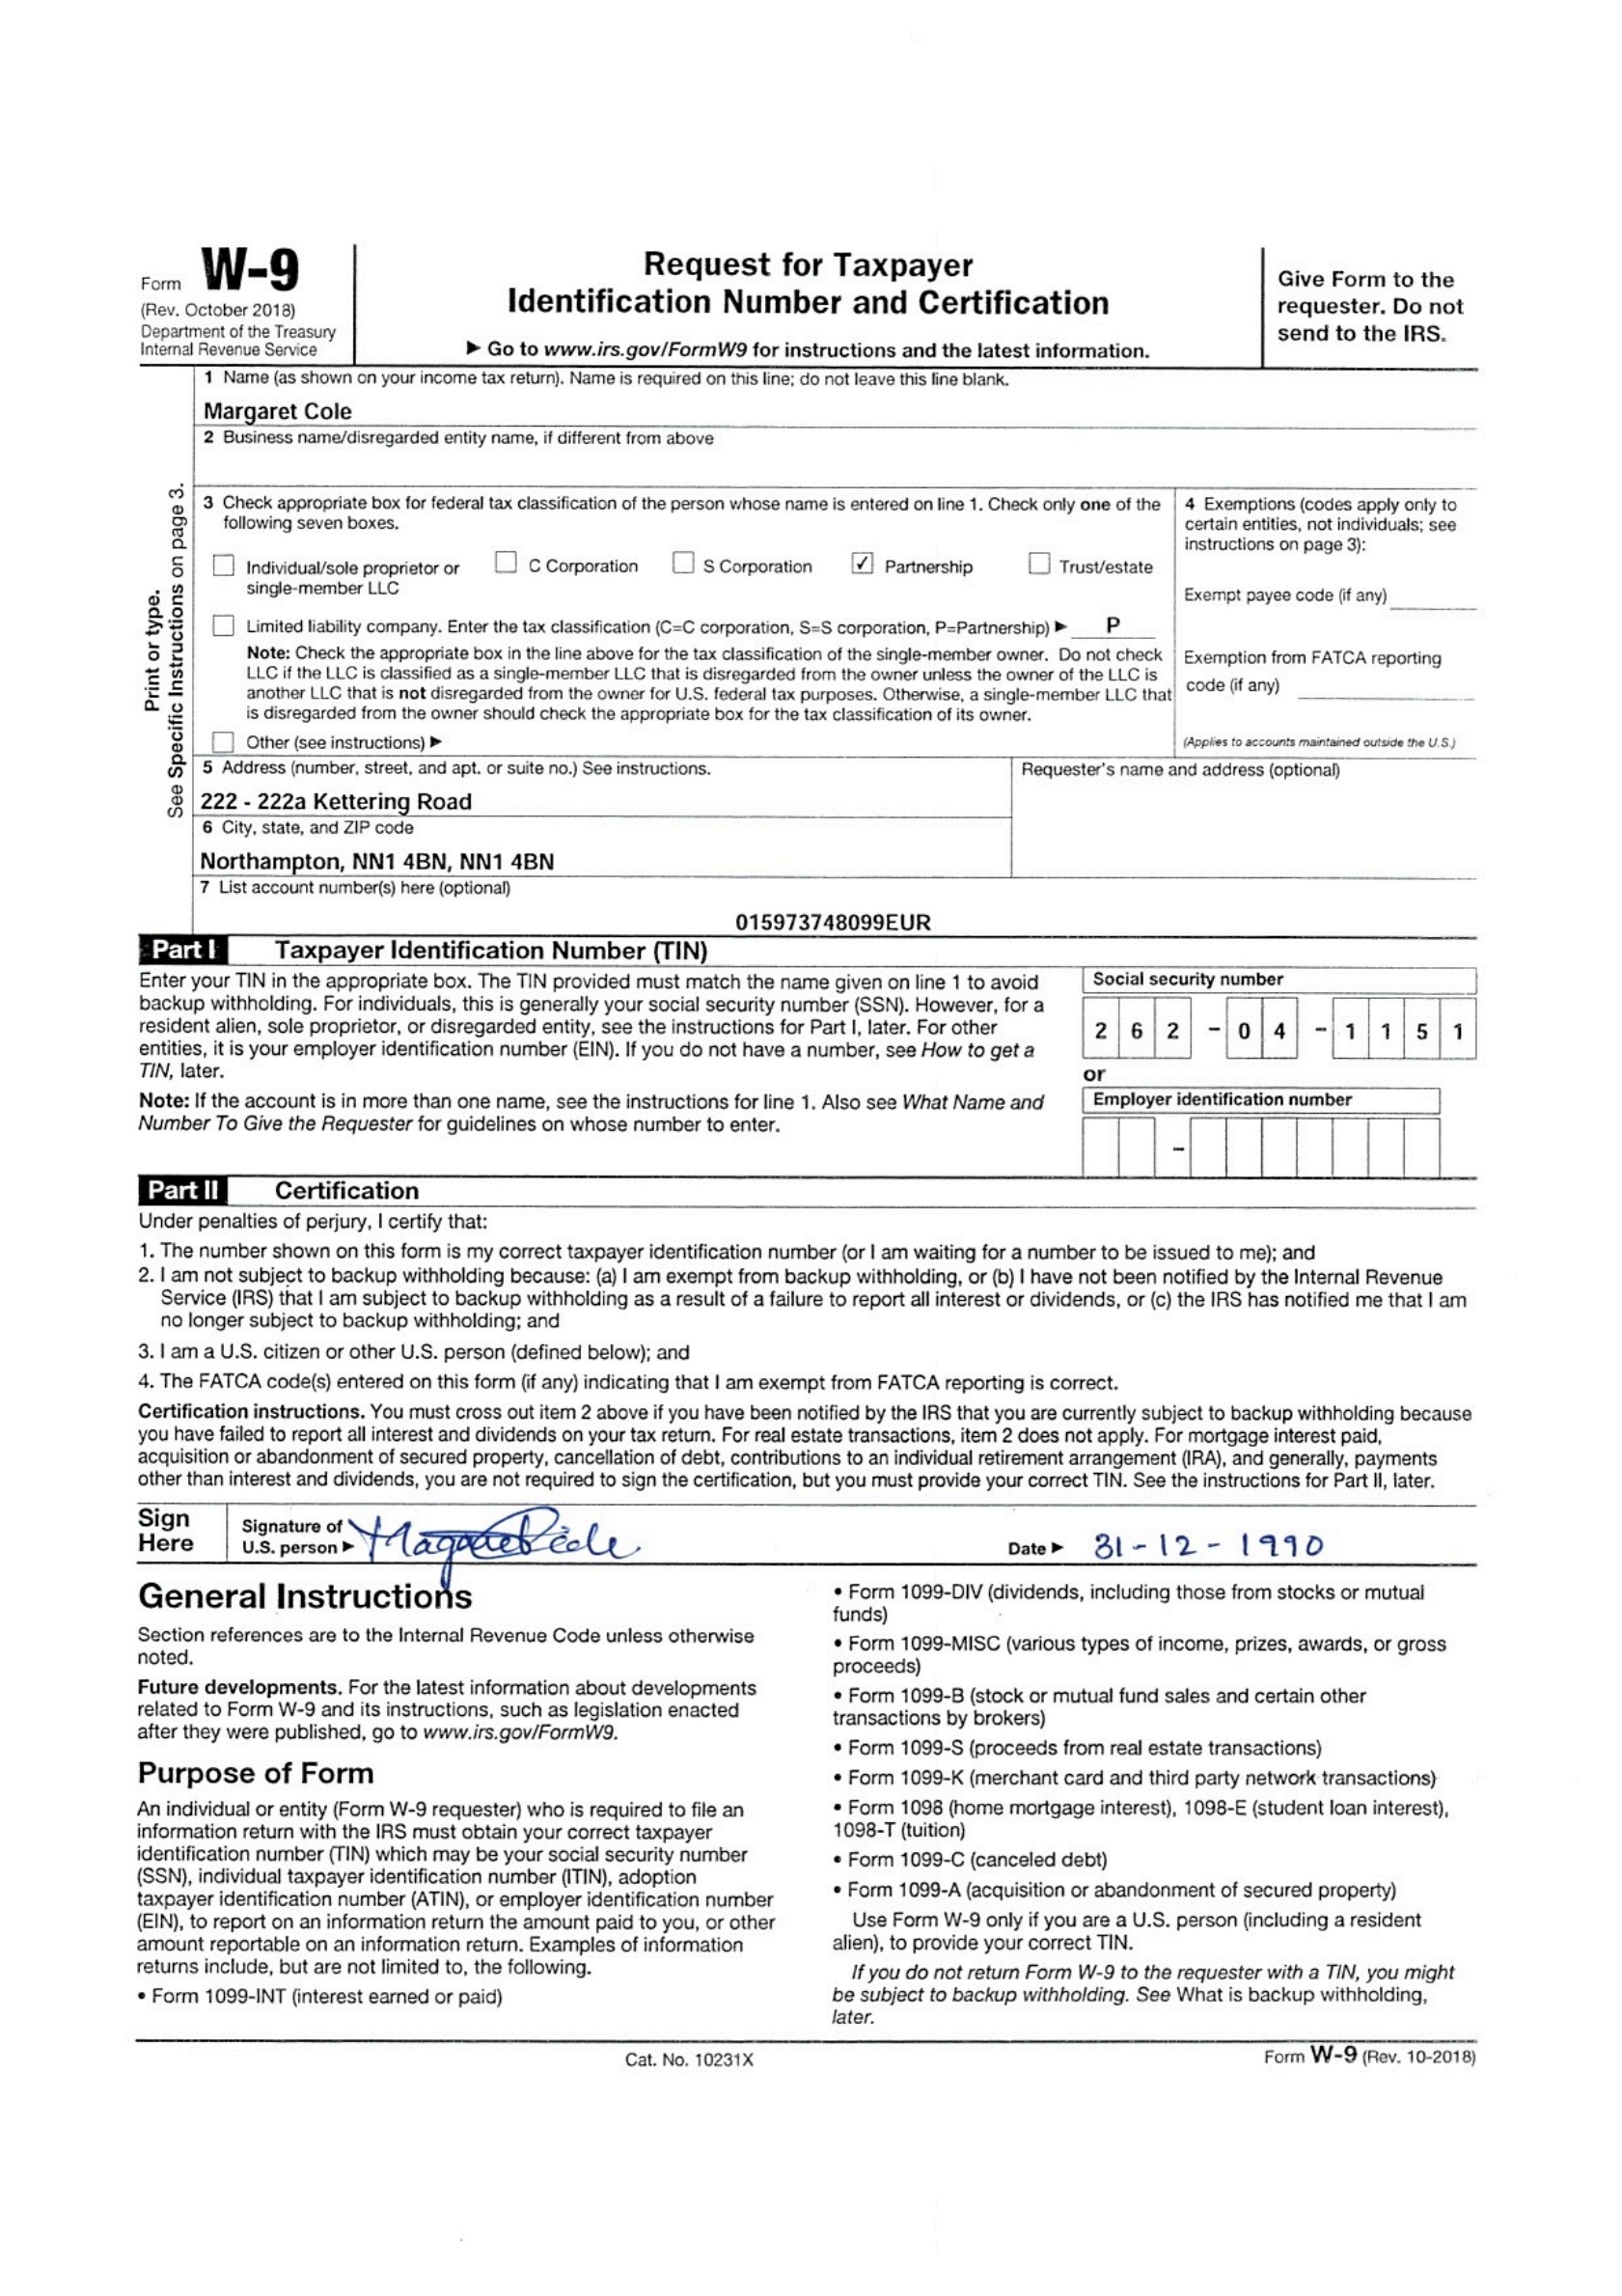 Form W-9
(Rev. October 2018)
Department of the Treasury
Internal Revenue Service
Request for Taxpayer
Identification Number and Certification
► Go to www.irs.gov/FormW9 for instructions and the latest information.
Give Form to the
requester. Do not
send to the IRS.
Print or type.
See Specific Instructions on page 3.
1 Name (as shown on your income tax return). Name is required on this line; do not leave this line blank.
Margaret Cole
2 Business name/disregarded entity name, if different from above
3 Check appropriate box for federal tax classification of the person whose name is entered on line 1. Check only one of the
following seven boxes.
Individual/sole proprietor or
single-member LLC
C Corporation
S Corporation
✓ Partnership
Trust/estate
Limited liability company. Enter the tax classification (C=C corporation, S=S corporation, P=Partnership) ► P
Note: Check the appropriate box in the line above for the tax classification of the single-member owner. Do not check
LLC if the LLC is classified as a single-member LLC that is disregarded from the owner unless the owner of the LLC is
another LLC that is not disregarded from the owner for U.S. federal tax purposes. Otherwise, a single-member LLC that
is disregarded from the owner should check the appropriate box for the tax classification of its owner.
Other (see instructions) ►
4 Exemptions (codes apply only to
certain entities, not individuals; see
instructions on page 3):
Exempt payee code (if any)
Exemption from FATCA reporting
code (if any)
(Applies to accounts maintained outside the U.S.)
5 Address (number, street, and apt. or suite no.) See instructions.
222 - 222a Kettering Road
Requester's name and address (optional)
6 City, state, and ZIP code
Northampton, NN1 4BN, NN1 4BN
7 List account number(s) here (optional)
015973748099EUR
Part I Taxpayer Identification Number (TIN)
Enter your TIN in the appropriate box. The TIN provided must match the name given on line 1 to avoid
backup withholding. For individuals, this is generally your social security number (SSN). However, for a
resident alien, sole proprietor, or disregarded entity, see the instructions for Part I, later. For other
entities, it is your employer identification number (EIN). If you do not have a number, see How to get a
TIN, later.
Note: If the account is in more than one name, see the instructions for line 1. Also see What Name and
Number To Give the Requester for guidelines on whose number to enter.
Social security number
2 6 2 - 0 4 - 1 1 5 1
or
Employer identification number
-
Part II Certification
Under penalties of perjury, I certify that:
1. The number shown on this form is my correct taxpayer identification number (or I am waiting for a number to be issued to me); and
2. I am not subject to backup withholding because: (a) I am exempt from backup withholding, or (b) I have not been notified by the Internal Revenue
Service (IRS) that I am subject to backup withholding as a result of a failure to report all interest or dividends, or (c) the IRS has notified me that I am
no longer subject to backup withholding; and
3. I am a U.S. citizen or other U.S. person (defined below); and
4. The FATCA code(s) entered on this form (if any) indicating that I am exempt from FATCA reporting is correct.
Certification instructions. You must cross out item 2 above if you have been notified by the IRS that you are currently subject to backup withholding because
you have failed to report all interest and dividends on your tax return. For real estate transactions, item 2 does not apply. For mortgage interest paid,
acquisition or abandonment of secured property, cancellation of debt, contributions to an individual retirement arrangement (IRA), and generally, payments
other than interest and dividends, you are not required to sign the certification, but you must provide your correct TIN. See the instructions for Part II, later.
Sign
Here
Signature of
U.S. person ►
Date ► 31-12-1990
General Instructions
Section references are to the Internal Revenue Code unless otherwise
noted.
Future developments. For the latest information about developments
related to Form W-9 and its instructions, such as legislation enacted
after they were published, go to www.irs.gov/FormW9.
Purpose of Form
An individual or entity (Form W-9 requester) who is required to file an
information return with the IRS must obtain your correct taxpayer
identification number (TIN) which may be your social security number
(SSN), individual taxpayer identification number (ITIN), adoption
taxpayer identification number (ATIN), or employer identification number
(EIN), to report on an information return the amount paid to you, or other
amount reportable on an information return. Examples of information
returns include, but are not limited to, the following.
• Form 1099-INT (interest earned or paid)
• Form 1099-DIV (dividends, including those from stocks or mutual
funds)
• Form 1099-MISC (various types of income, prizes, awards, or gross
proceeds)
• Form 1099-B (stock or mutual fund sales and certain other
transactions by brokers)
• Form 1099-S (proceeds from real estate transactions)
• Form 1099-K (merchant card and third party network transactions)
• Form 1098 (home mortgage interest), 1098-E (student loan interest),
1098-T (tuition)
• Form 1099-C (canceled debt)
• Form 1099-A (acquisition or abandonment of secured property)
Use Form W-9 only if you are a U.S. person (including a resident
alien), to provide your correct TIN.
If you do not return Form W-9 to the requester with a TIN, you might
be subject to backup withholding. See What is backup withholding,
later.
Cat. No. 10231X
Form W-9 (Rev. 10-2018)